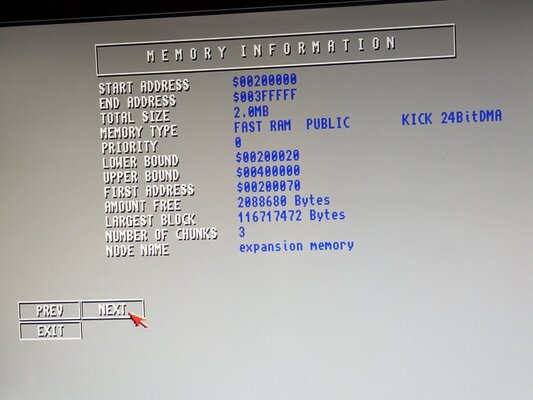 MEMORY INFORMATION
START ADDRESS $00200000
END ADDRESS $003FFFFF
TOTAL SIZE 2.0MB
MEMORY TYPE FAST RAM PUBLIC KICK 24BitDMA
PRIORITY 0
LOWER BOUND $00200020
UPPER BOUND $00400000
FIRST ADDRESS $00200070
AMOUNT FREE 2088680 Bytes
LARGEST BLOCK 116717472 Bytes
NUMBER OF CHUNKS 3
NODE NAME expansion memory
PREV NEXT
EXIT